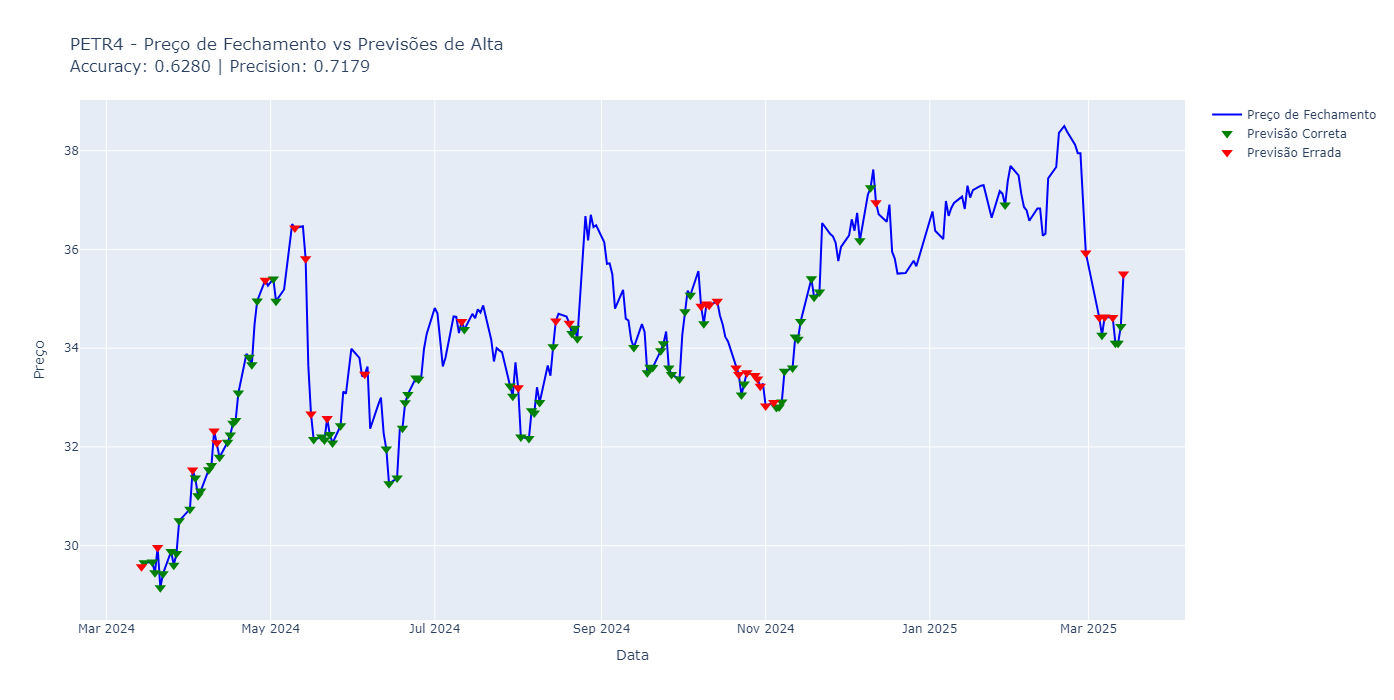 PETR4 - Preço de Fechamento vs Previsões de Alta
Accuracy: 0.6280 | Precision: 0.7179
Preço de Fechamento
Previsão Correta
Previsão Errada
38
36
34
32
30
Preço
Mar 2024
May 2024
Jul 2024
Sep 2024
Nov 2024
Jan 2025
Mar 2025
Data